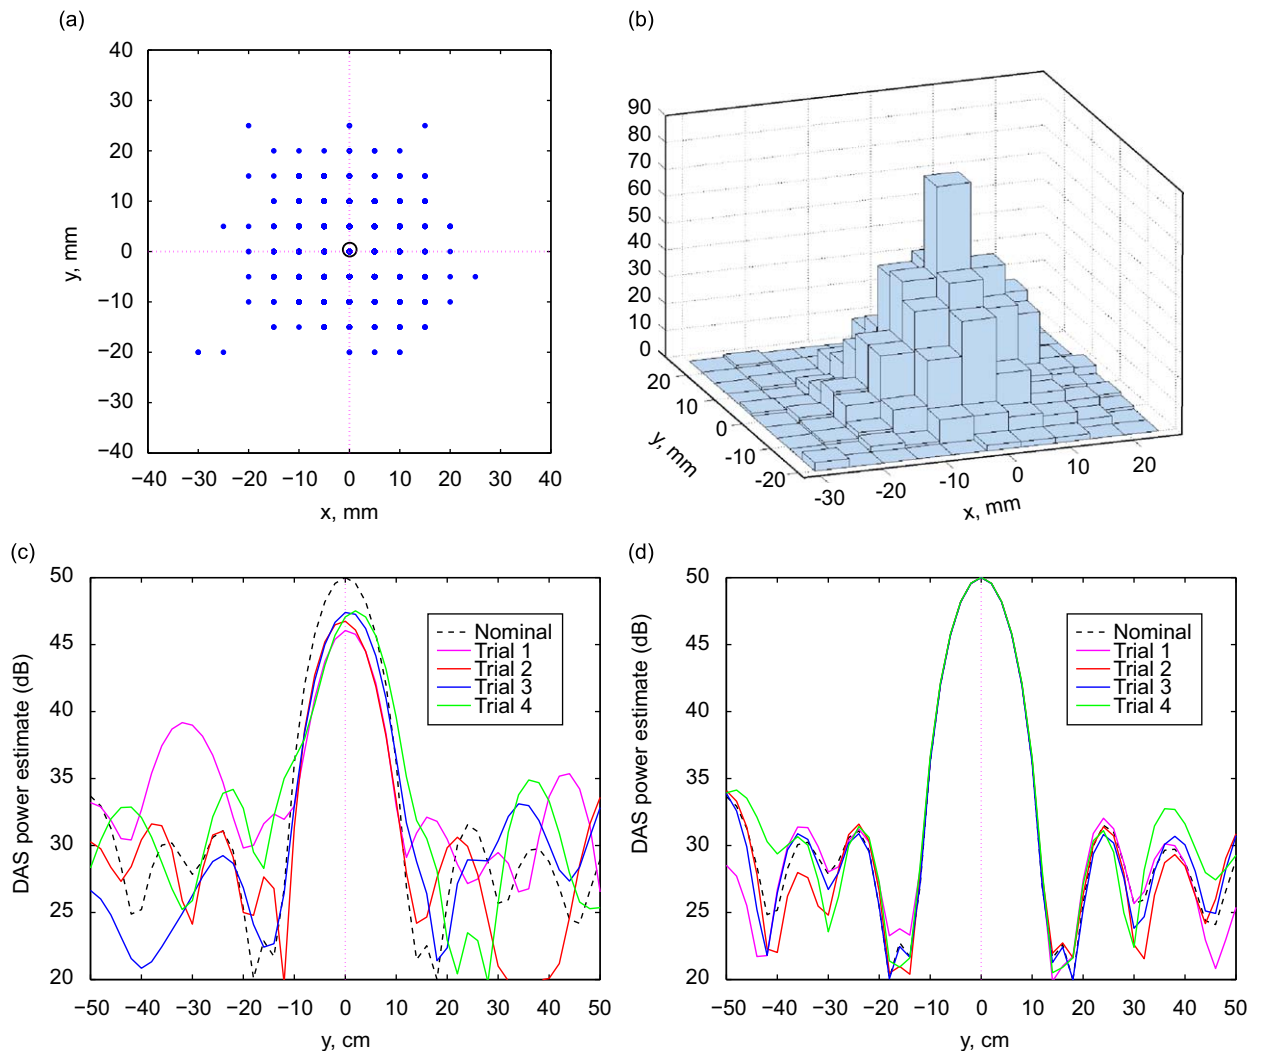 (a)
40
30
20
10
0
−10
−20
−30
−40
y, mm
−40 −30 −20 −10 0 10 20 30 40
x, mm
(b)
90
80
70
60
50
40
30
20
10
0
20
10
0
-10
-20
y, mm
-30 -20 -10 0 10 20
x, mm
(c)
50
45
40
35
30
25
20
DAS power estimate (dB)
Nominal
Trial 1
Trial 2
Trial 3
Trial 4
−50 −40 −30 −20 −10 0 10 20 30 40 50
y, cm
(d)
50
45
40
35
30
25
20
DAS power estimate (dB)
Nominal
Trial 1
Trial 2
Trial 3
Trial 4
−50 −40 −30 −20 −10 0 10 20 30 40 50
y, cm